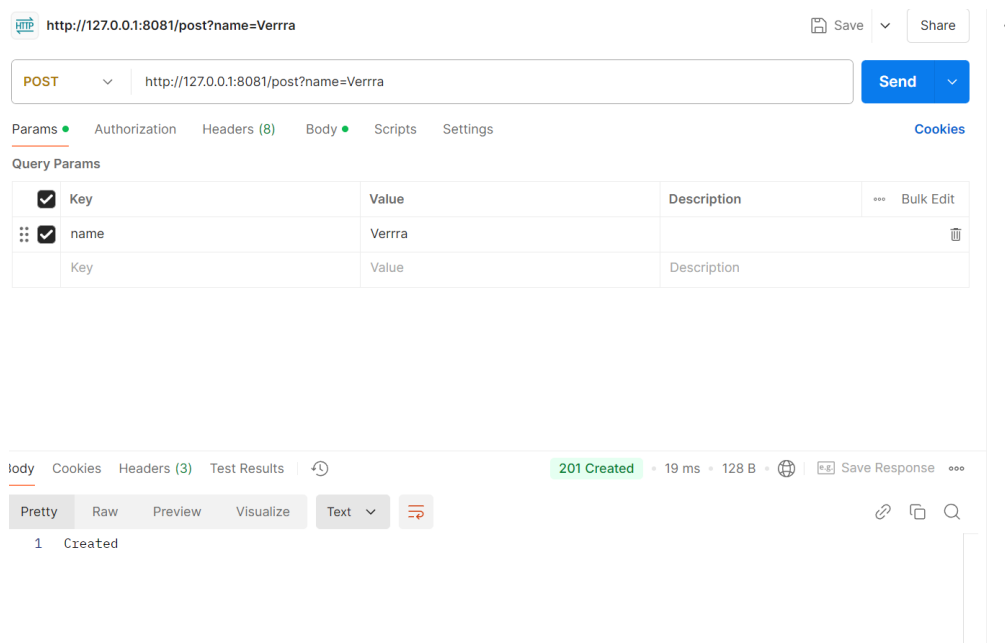 HTTP http://127.0.0.1:8081/post?name=Verrra Save Share
POST http://127.0.0.1:8081/post?name=Verrra Send
Params Authorization Headers (8) Body Scripts Settings Cookies
Query Params
Key Value Description Bulk Edit
name Verrra
Key Value Description
Body Cookies Headers (3) Test Results 201 Created 19 ms 128 B e.g. Save Response
Pretty Raw Preview Visualize Text
1 Created